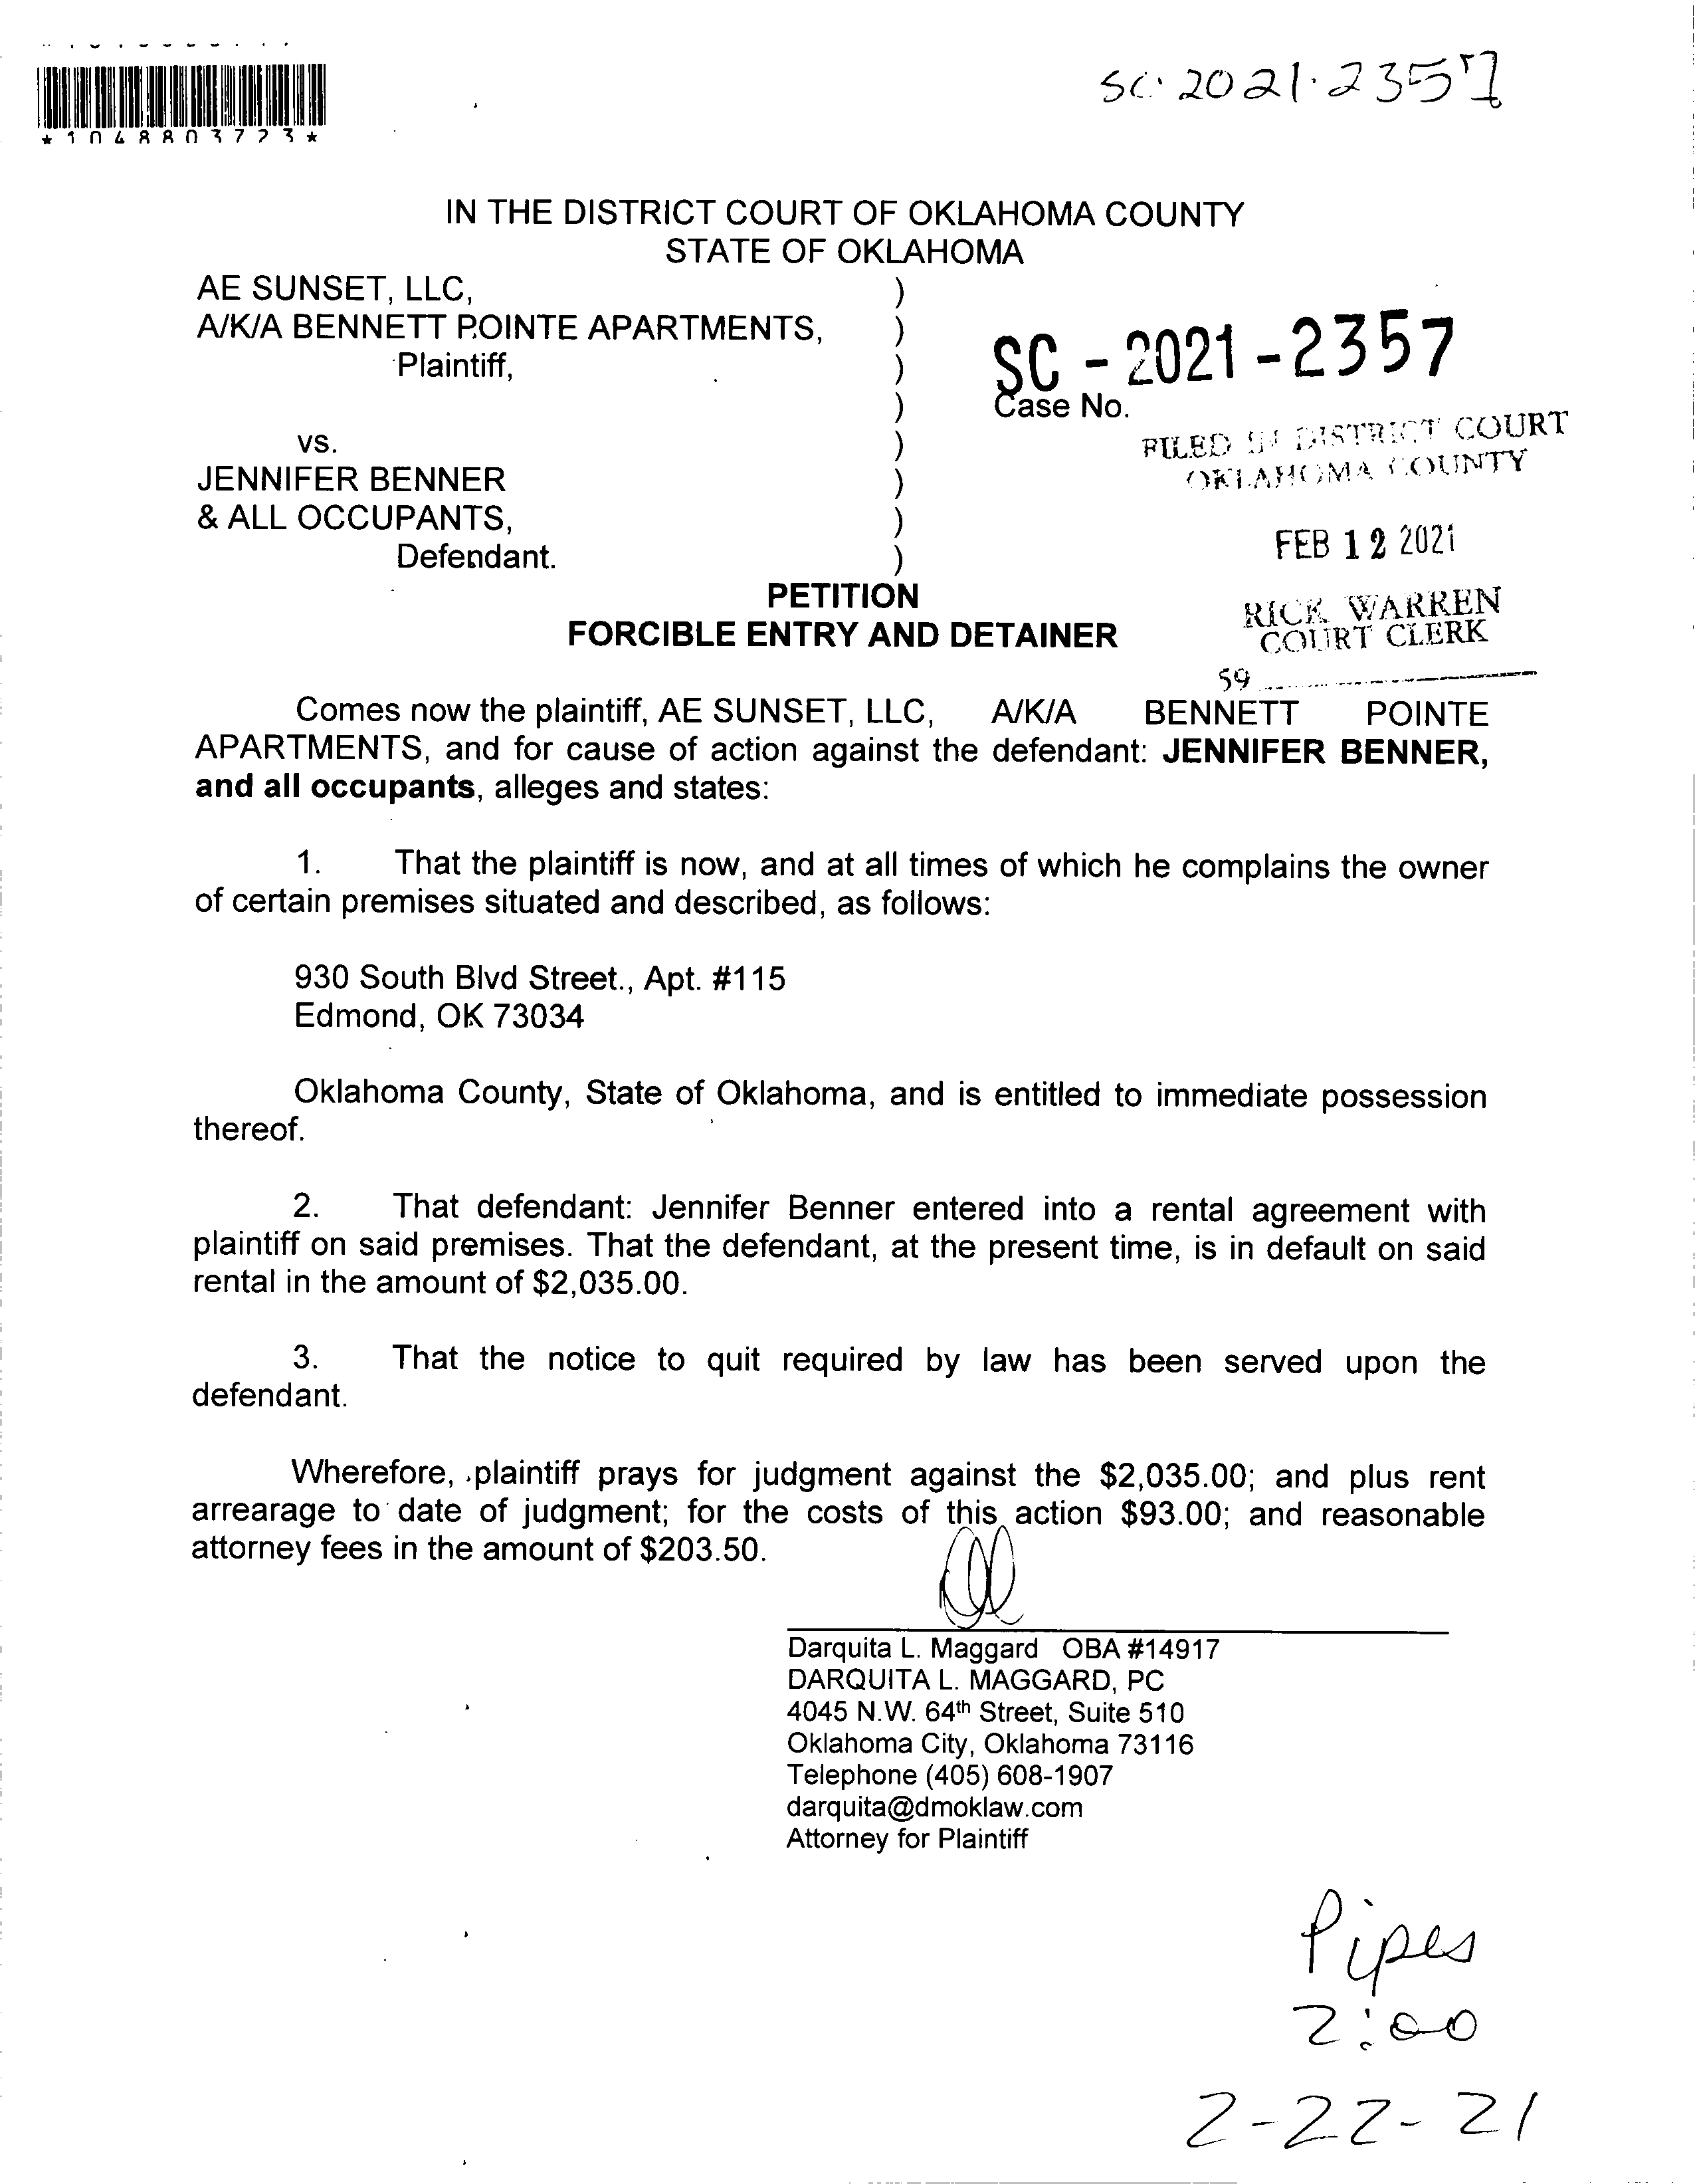 SC-2021-2357
*1048803723*
IN THE DISTRICT COURT OF OKLAHOMA COUNTY
STATE OF OKLAHOMA
AE SUNSET, LLC, )
A/K/A BENNETT POINTE APARTMENTS, )
Plaintiff, )
SC - 2021 - 2357
) Case No.
vs. )
FILED IN DISTRICT COURT
OKLAHOMA COUNTY
JENNIFER BENNER )
& ALL OCCUPANTS, )
FEB 12 2021
Defendant. )
PETITION
RICK WARREN
COURT CLERK
FORCIBLE ENTRY AND DETAINER
59
Comes now the plaintiff, AE SUNSET, LLC, A/K/A BENNETT POINTE
APARTMENTS, and for cause of action against the defendant: JENNIFER BENNER,
and all occupants, alleges and states:
1. That the plaintiff is now, and at all times of which he complains the owner
of certain premises situated and described, as follows:
930 South Blvd Street., Apt. #115
Edmond, OK 73034
Oklahoma County, State of Oklahoma, and is entitled to immediate possession
thereof.
2. That defendant: Jennifer Benner entered into a rental agreement with
plaintiff on said premises. That the defendant, at the present time, is in default on said
rental in the amount of $2,035.00.
3. That the notice to quit required by law has been served upon the
defendant.
Wherefore, plaintiff prays for judgment against the $2,035.00; and plus rent
arrearage to date of judgment; for the costs of this action $93.00; and reasonable
attorney fees in the amount of $203.50.
Darquita L. Maggard OBA #14917
DARQUITA L. MAGGARD, PC
4045 N.W. 64th Street, Suite 510
Oklahoma City, Oklahoma 73116
Telephone (405) 608-1907
darquita@dmoklaw.com
Attorney for Plaintiff
Pipes
2:00
2-22-21